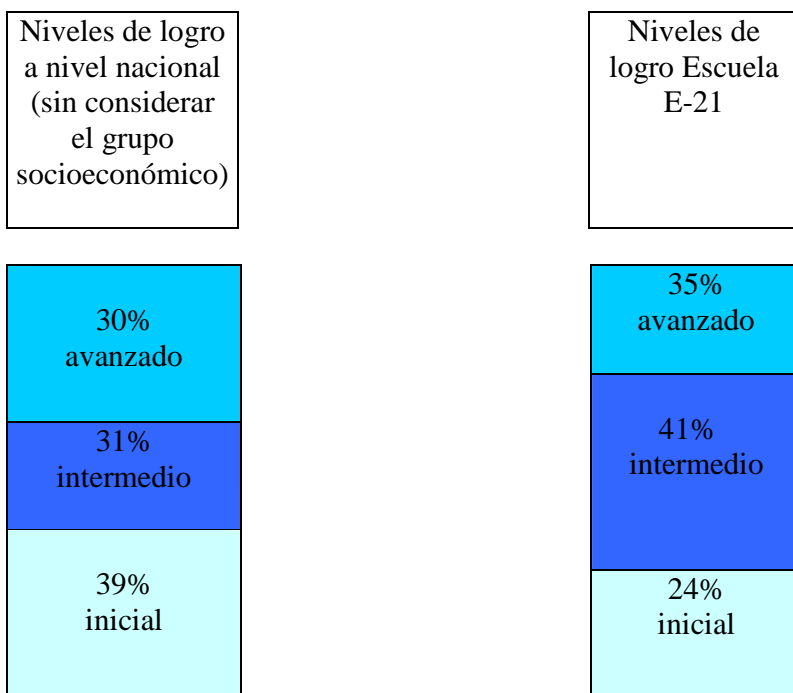 Niveles de logro
a nivel nacional
(sin considerar
el grupo
socioeconómico)
30%
avanzado
31%
intermedio
39%
inicial
Niveles de
logro Escuela
E-21
35%
avanzado
41%
intermedio
24%
inicial